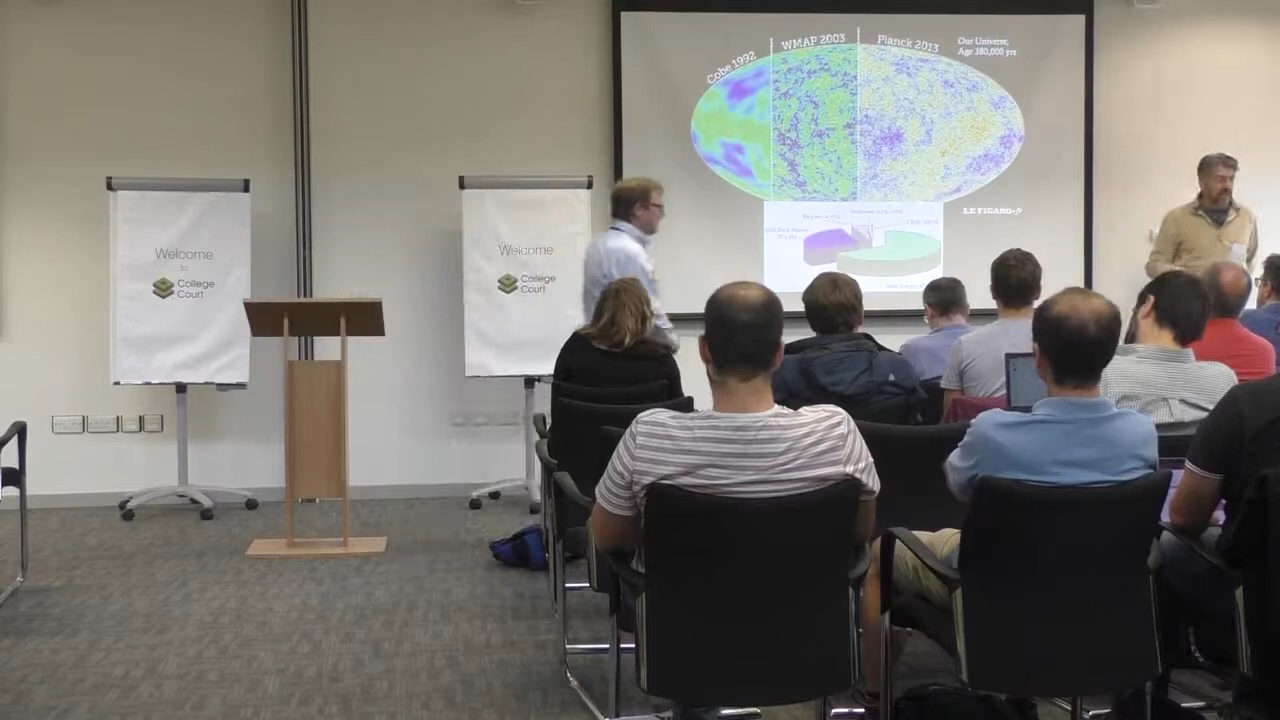 Cobe 1992
WMAP 2003
Planck 2013
Our Universe,
Age 380,000 yrs
LE FIGARO·fr
Welcome
to
College
Court
Welcome
College
Court